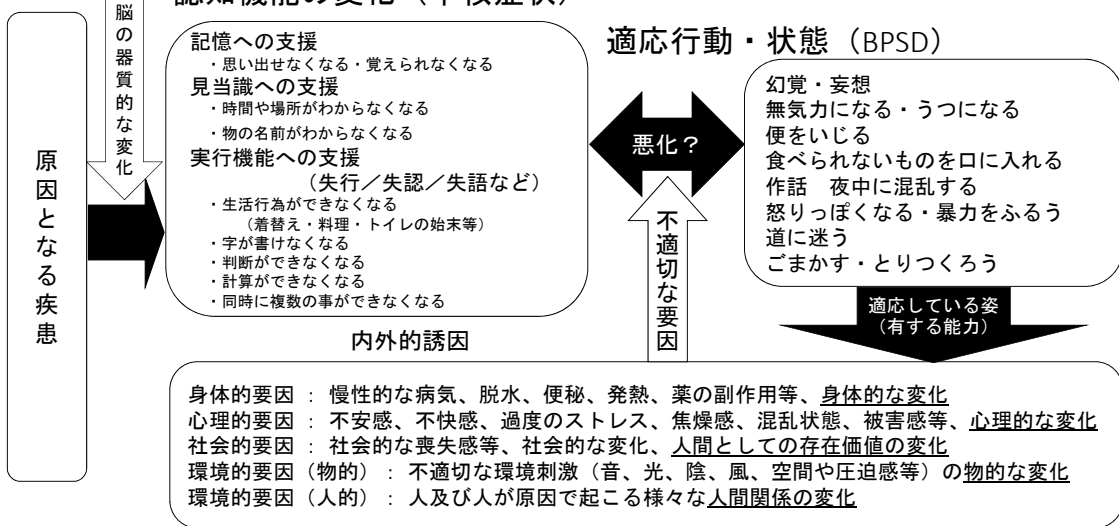 認知機能の変化（中核症状）
脳の器質的な変化
原因となる疾患
記憶への支援
・思い出せなくなる・覚えられなくなる
見当識への支援
・時間や場所がわからなくなる
・物の名前がわからなくなる
実行機能への支援
（失行／失認／失語など）
・生活行為ができなくなる
（着替え・料理・トイレの始末等）
・字が書けなくなる
・判断ができなくなる
・計算ができなくなる
・同時に複数の事ができなくなる
適応行動・状態（BPSD）
悪化？
不適切な要因
幻覚・妄想
無気力になる・うつになる
便をいじる
食べられないものを口に入れる
作話　夜中に混乱する
怒りっぽくなる・暴力をふるう
道に迷う
ごまかす・とりつくろう
適応している姿
（有する能力）
内外的誘因
身体的要因 ： 慢性的な病気、脱水、便秘、発熱、薬の副作用等、身体的な変化
心理的要因 ： 不安感、不快感、過度のストレス、焦燥感、混乱状態、被害感等、心理的な変化
社会的要因 ： 社会的な喪失感等、社会的な変化、人間としての存在価値の変化
環境的要因（物的） ： 不適切な環境刺激（音、光、陰、風、空間や圧迫感等）の物的な変化
環境的要因（人的） ： 人及び人が原因で起こる様々な人間関係の変化